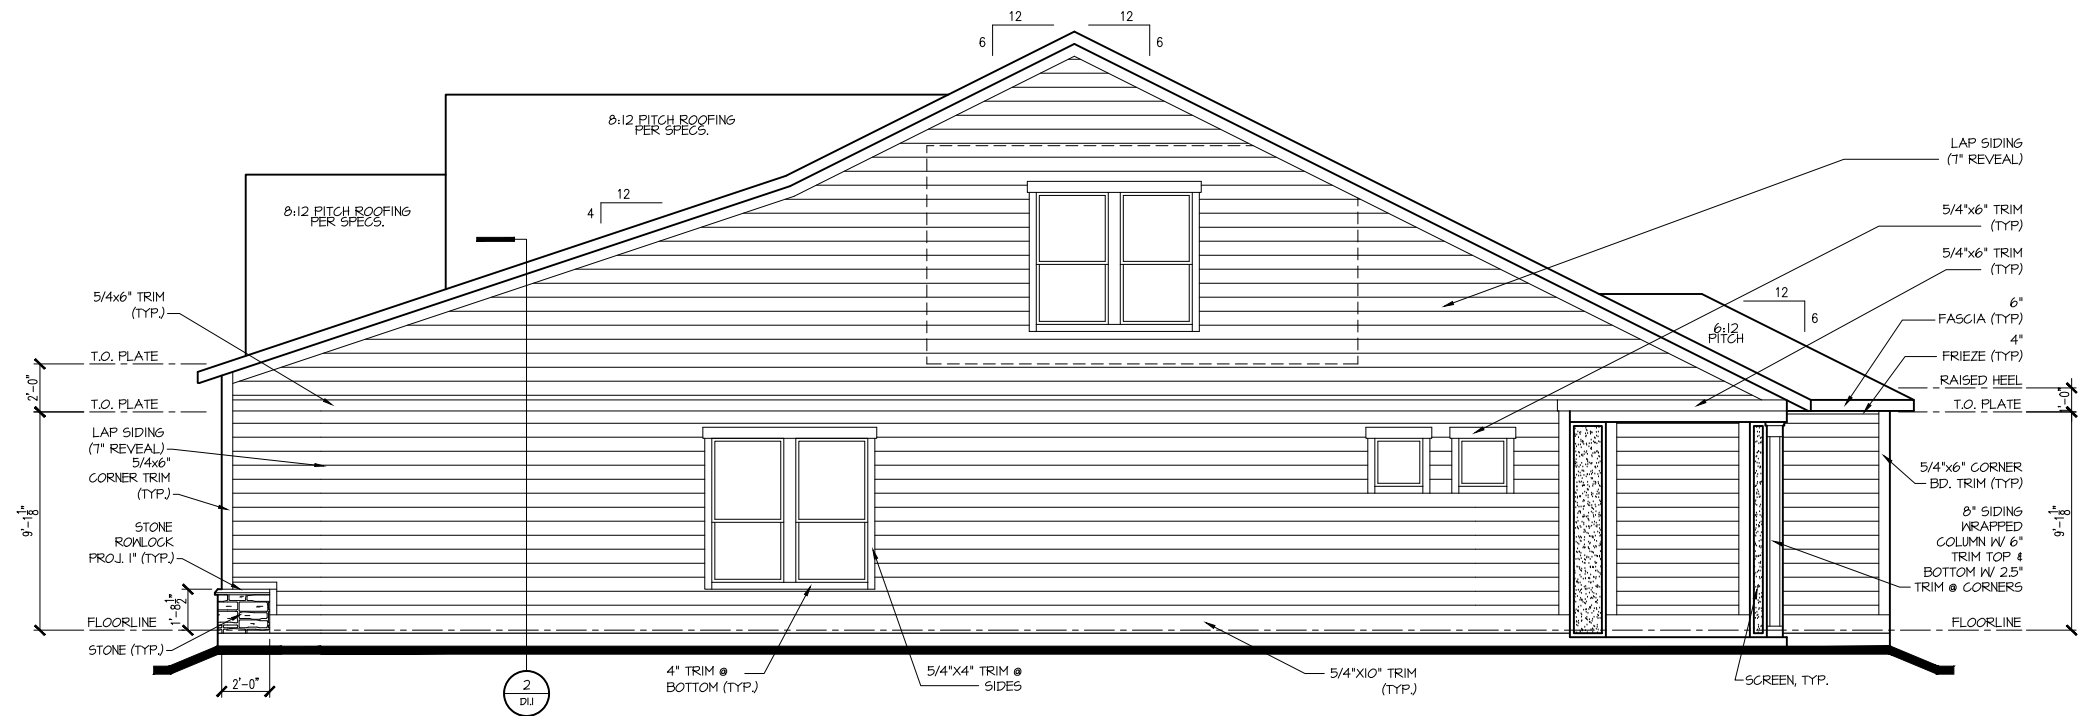 12
12
6
6
8:12 PITCH ROOFING
PER SPECS.
8:12 PITCH ROOFING
PER SPECS.
12
4
LAP SIDING
(7" REVEAL)
5/4"x6" TRIM
(TYP)
5/4"x6" TRIM
(TYP)
12
6
6:12
PITCH
6"
FASCIA (TYP)
4"
FRIEZE (TYP)
RAISED HEEL
T.O. PLATE
1'-0"
9'-1 1/8"
5/4"x6" CORNER
BD. TRIM (TYP)
8" SIDING
WRAPPED
COLUMN W/ 6"
TRIM TOP &
BOTTOM W/ 2.5"
TRIM @ CORNERS
FLOORLINE
5/4x6" TRIM
(TYP.)
T.O. PLATE
2'-0"
T.O. PLATE
LAP SIDING
(7" REVEAL)
5/4x6"
CORNER TRIM
(TYP.)
9'-1 1/8"
STONE
ROWLOCK
PROJ. 1" (TYP.)
1'-8 1/2"
FLOORLINE
STONE (TYP.)
2'-0"
2
D1.1
4" TRIM @
BOTTOM (TYP.)
5/4"X4" TRIM @
SIDES
5/4"X10" TRIM
(TYP.)
SCREEN, TYP.